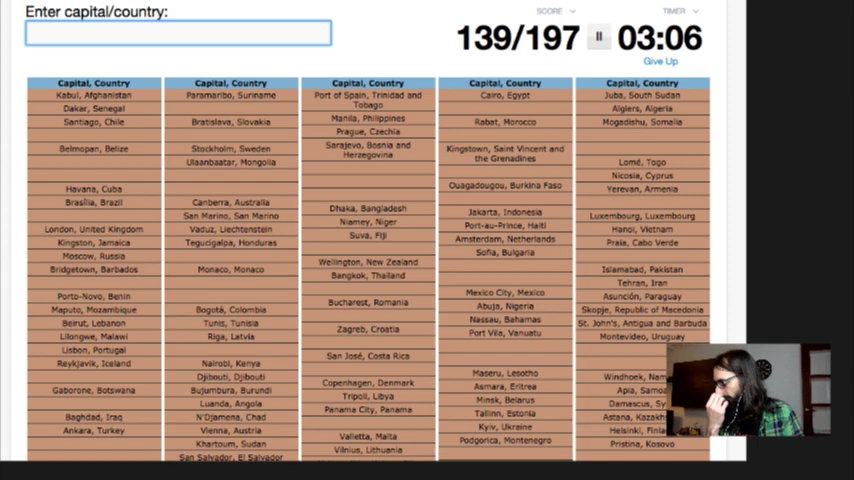 Enter capital/country:
SCORE
TIMER
139/197
03:06
Give Up
Capital, Country
Kabul, Afghanistan
Dakar, Senegal
Santiago, Chile
Belmopan, Belize
Havana, Cuba
Brasília, Brazil
London, United Kingdom
Kingston, Jamaica
Moscow, Russia
Bridgetown, Barbados
Porto-Novo, Benin
Maputo, Mozambique
Beirut, Lebanon
Lilongwe, Malawi
Lisbon, Portugal
Reykjavik, Iceland
Gaborone, Botswana
Baghdad, Iraq
Ankara, Turkey
Capital, Country
Paramaribo, Suriname
Bratislava, Slovakia
Stockholm, Sweden
Ulaanbaatar, Mongolia
Canberra, Australia
San Marino, San Marino
Vaduz, Liechtenstein
Tegucigalpa, Honduras
Monaco, Monaco
Bogotá, Colombia
Tunis, Tunisia
Riga, Latvia
Nairobi, Kenya
Djibouti, Djibouti
Bujumbura, Burundi
Luanda, Angola
N'Djamena, Chad
Vienna, Austria
Khartoum, Sudan
San Salvador, El Salvador
Capital, Country
Port of Spain, Trinidad and
Tobago
Manila, Philippines
Prague, Czechia
Sarajevo, Bosnia and
Herzegovina
Dhaka, Bangladesh
Niamey, Niger
Suva, Fiji
Wellington, New Zealand
Bangkok, Thailand
Bucharest, Romania
Zagreb, Croatia
San José, Costa Rica
Copenhagen, Denmark
Tripoli, Libya
Panama City, Panama
Valletta, Malta
Vilnius, Lithuania
Capital, Country
Cairo, Egypt
Rabat, Morocco
Kingstown, Saint Vincent and
the Grenadines
Ouagadougou, Burkina Faso
Jakarta, Indonesia
Port-au-Prince, Haiti
Amsterdam, Netherlands
Sofia, Bulgaria
Mexico City, Mexico
Abuja, Nigeria
Nassau, Bahamas
Port Vila, Vanuatu
Maseru, Lesotho
Asmara, Eritrea
Minsk, Belarus
Tallinn, Estonia
Kyiv, Ukraine
Podgorica, Montenegro
Capital, Country
Juba, South Sudan
Algiers, Algeria
Mogadishu, Somalia
Lomé, Togo
Nicosia, Cyprus
Yerevan, Armenia
Luxembourg, Luxembourg
Hanoi, Vietnam
Praia, Cabo Verde
Islamabad, Pakistan
Tehran, Iran
Asunción, Paraguay
Skopje, Republic of Macedonia
St. John's, Antigua and Barbuda
Montevideo, Uruguay
Windhoek, Nam
Apia, Samoa
Damascus, Sy
Astana, Kazakhs
Helsinki, Finla
Pristina, Kosovo